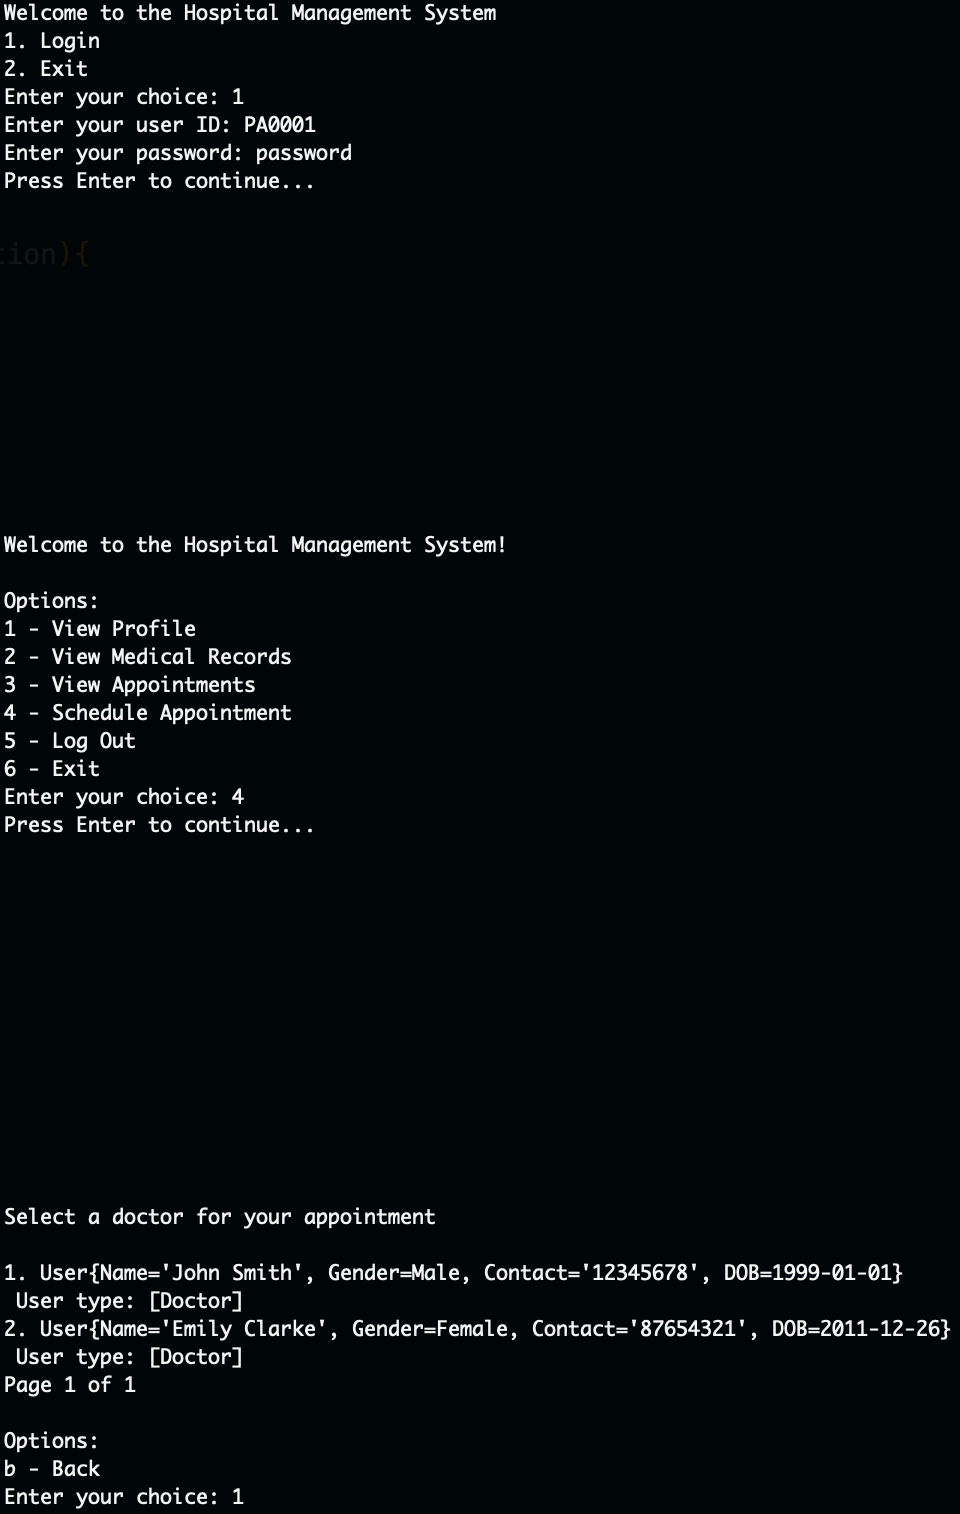 Welcome to the Hospital Management System
1. Login
2. Exit
Enter your choice: 1
Enter your user ID: PA0001
Enter your password: password
Press Enter to continue...
tion){
Welcome to the Hospital Management System!
Options:
1 - View Profile
2 - View Medical Records
3 - View Appointments
4 - Schedule Appointment
5 - Log Out
6 - Exit
Enter your choice: 4
Press Enter to continue...
Select a doctor for your appointment
1. User{Name='John Smith', Gender=Male, Contact='12345678', DOB=1999-01-01}
User type: [Doctor]
2. User{Name='Emily Clarke', Gender=Female, Contact='87654321', DOB=2011-12-26}
User type: [Doctor]
Page 1 of 1
Options:
b - Back
Enter your choice: 1